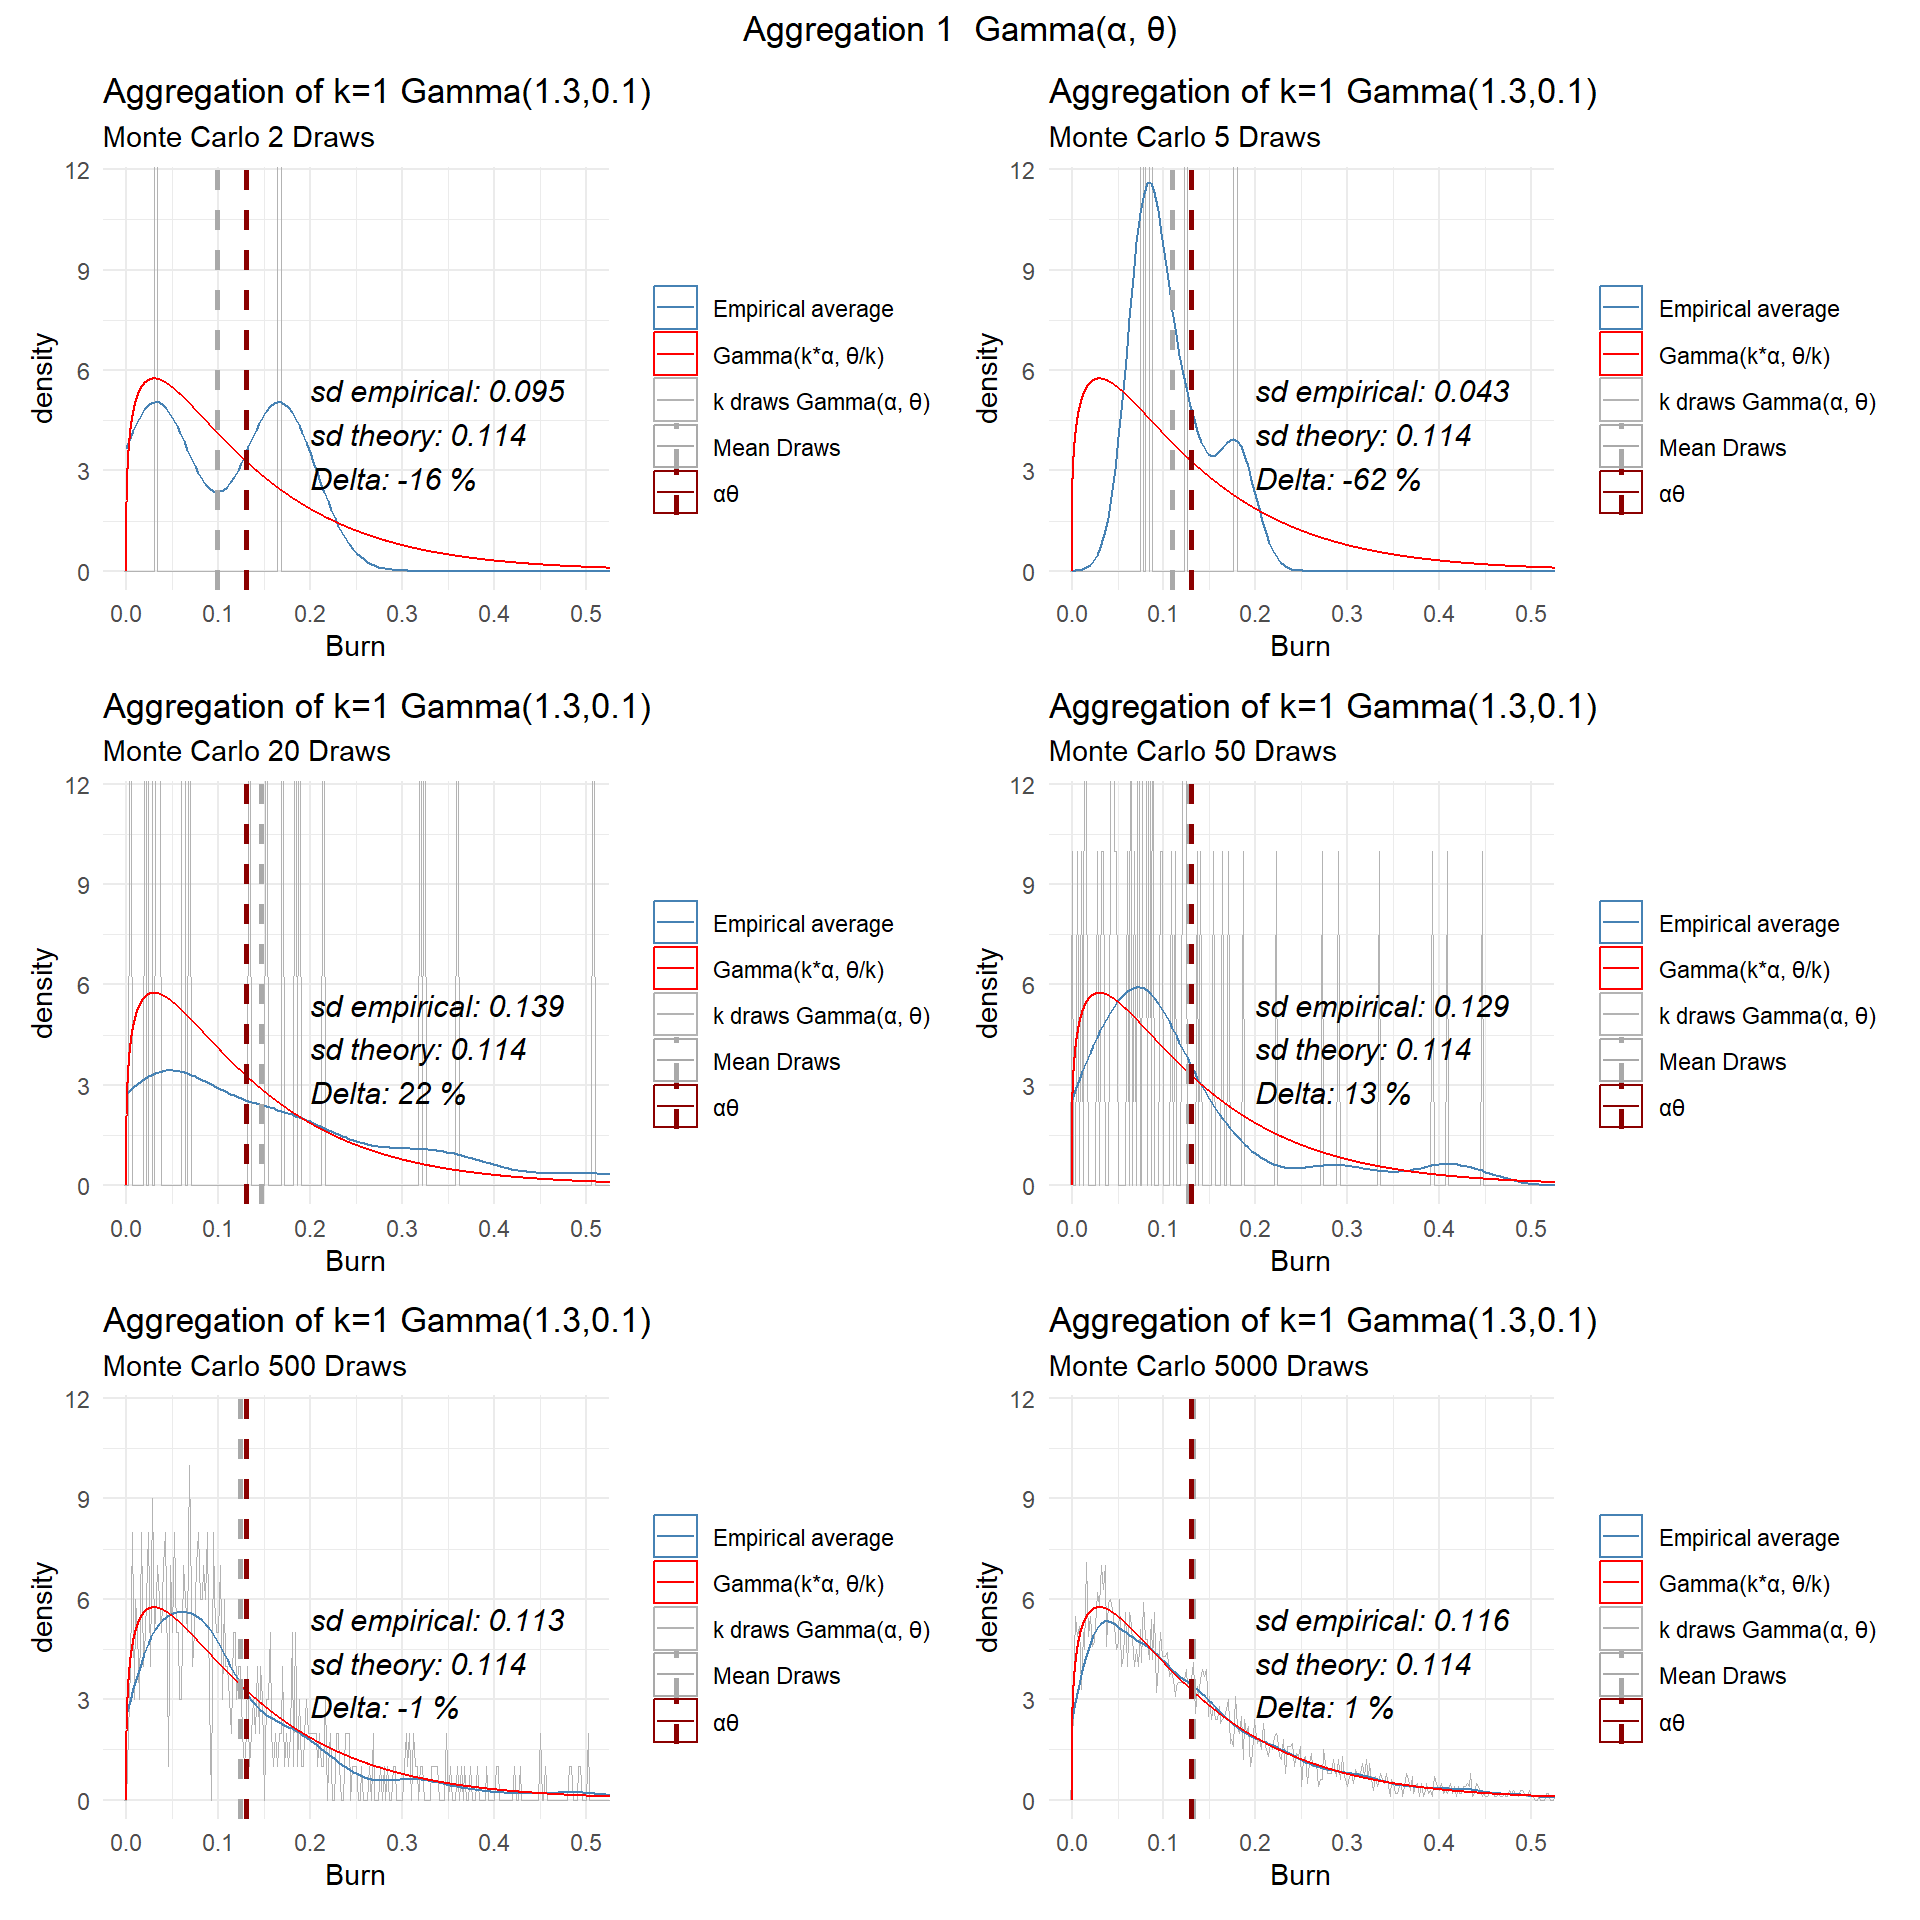 Aggregation 1  Gamma(α, θ)
Aggregation of k=1 Gamma(1.3,0.1)
Monte Carlo 2 Draws
12
9
6
3
0
density
sd empirical: 0.095
sd theory: 0.114
Delta: -16 %
0.0 0.1 0.2 0.3 0.4 0.5
Burn
Empirical average
Gamma(k*α, θ/k)
k draws Gamma(α, θ)
Mean Draws
αθ
Aggregation of k=1 Gamma(1.3,0.1)
Monte Carlo 5 Draws
12
9
6
3
0
density
sd empirical: 0.043
sd theory: 0.114
Delta: -62 %
0.0 0.1 0.2 0.3 0.4 0.5
Burn
Empirical average
Gamma(k*α, θ/k)
k draws Gamma(α, θ)
Mean Draws
αθ
Aggregation of k=1 Gamma(1.3,0.1)
Monte Carlo 20 Draws
12
9
6
3
0
density
sd empirical: 0.139
sd theory: 0.114
Delta: 22 %
0.0 0.1 0.2 0.3 0.4 0.5
Burn
Empirical average
Gamma(k*α, θ/k)
k draws Gamma(α, θ)
Mean Draws
αθ
Aggregation of k=1 Gamma(1.3,0.1)
Monte Carlo 50 Draws
12
9
6
3
0
density
sd empirical: 0.129
sd theory: 0.114
Delta: 13 %
0.0 0.1 0.2 0.3 0.4 0.5
Burn
Empirical average
Gamma(k*α, θ/k)
k draws Gamma(α, θ)
Mean Draws
αθ
Aggregation of k=1 Gamma(1.3,0.1)
Monte Carlo 500 Draws
12
9
6
3
0
density
sd empirical: 0.113
sd theory: 0.114
Delta: -1 %
0.0 0.1 0.2 0.3 0.4 0.5
Burn
Empirical average
Gamma(k*α, θ/k)
k draws Gamma(α, θ)
Mean Draws
αθ
Aggregation of k=1 Gamma(1.3,0.1)
Monte Carlo 5000 Draws
12
9
6
3
0
density
sd empirical: 0.116
sd theory: 0.114
Delta: 1 %
0.0 0.1 0.2 0.3 0.4 0.5
Burn
Empirical average
Gamma(k*α, θ/k)
k draws Gamma(α, θ)
Mean Draws
αθ